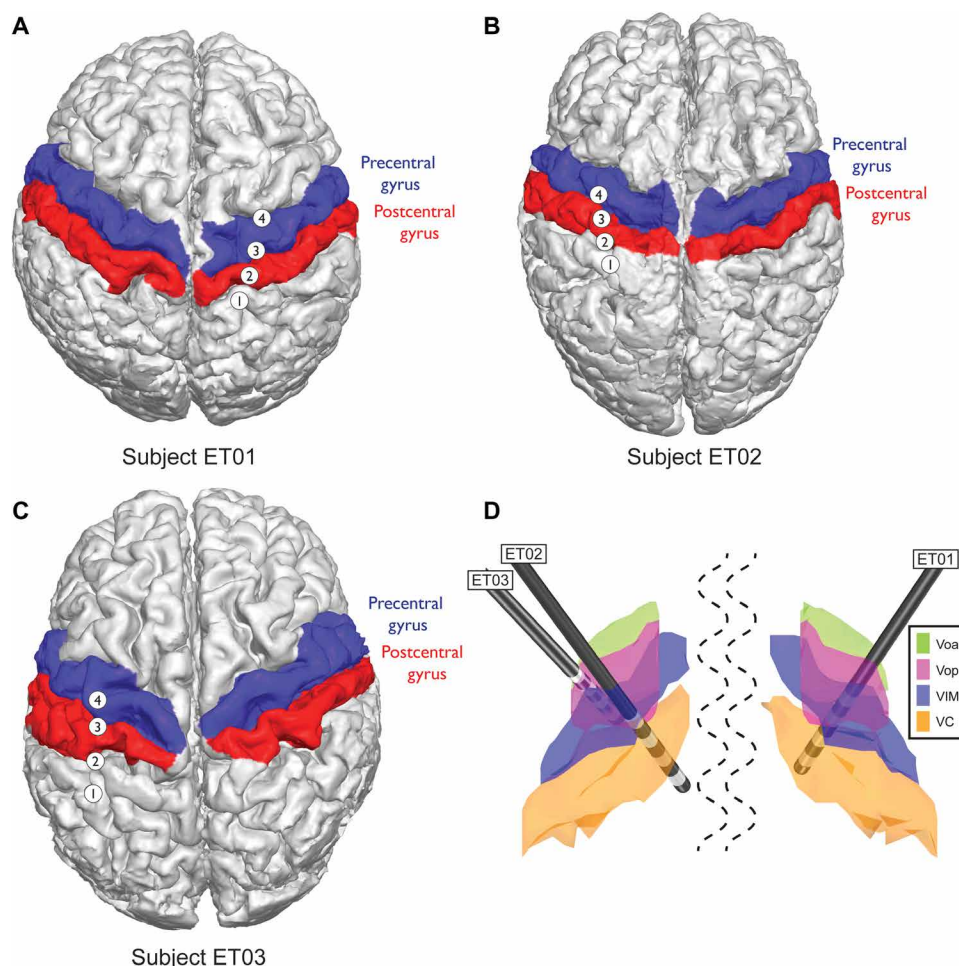 A
4
3
2
1
Precentral
gyrus
Postcentral
gyrus
Subject ET01
B
4
3
2
1
Precentral
gyrus
Postcentral
gyrus
Subject ET02
C
4
3
2
1
Precentral
gyrus
Postcentral
gyrus
Subject ET03
D
ET02
ET03
ET01
Voa
Vop
VIM
VC